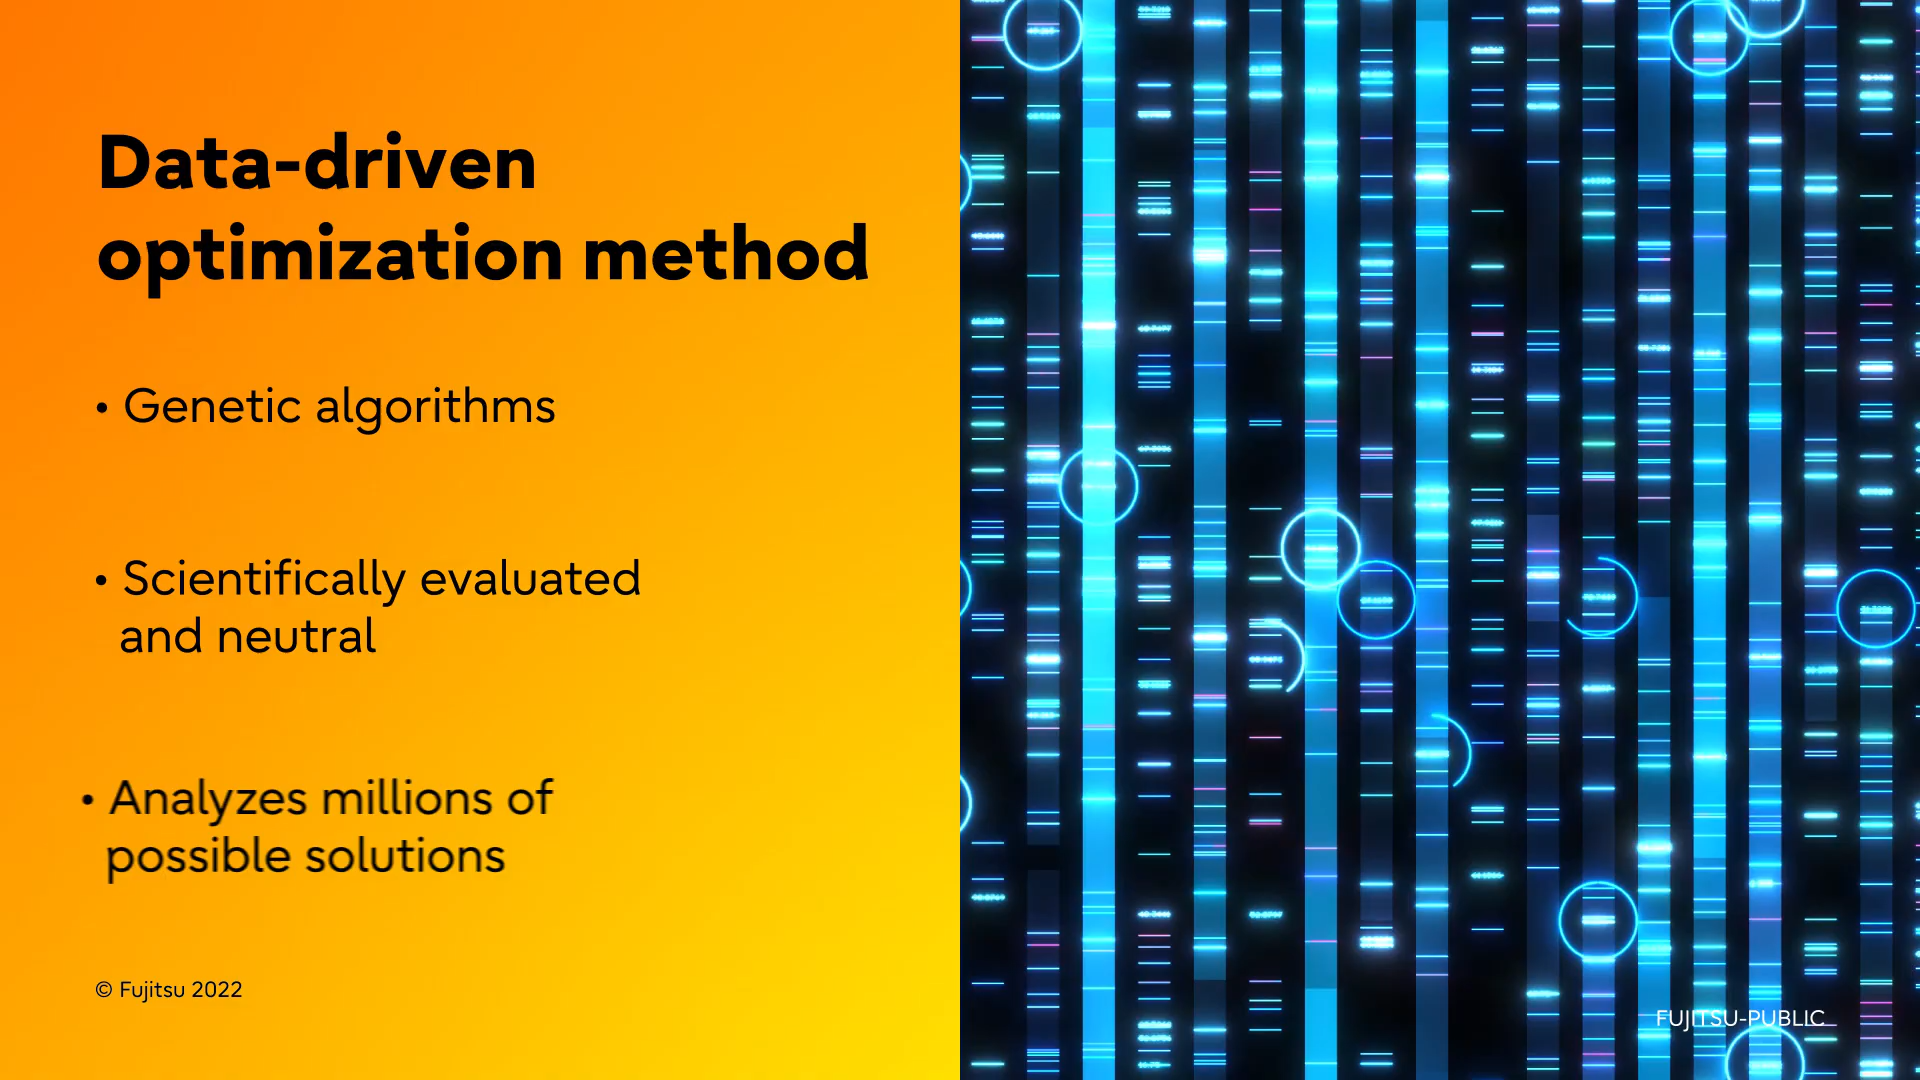 Data-driven
optimization method
• Genetic algorithms
• Scientifically evaluated
and neutral
• Analyzes millions of
possible solutions
© Fujitsu 2022
FUJITSU-PUBLIC